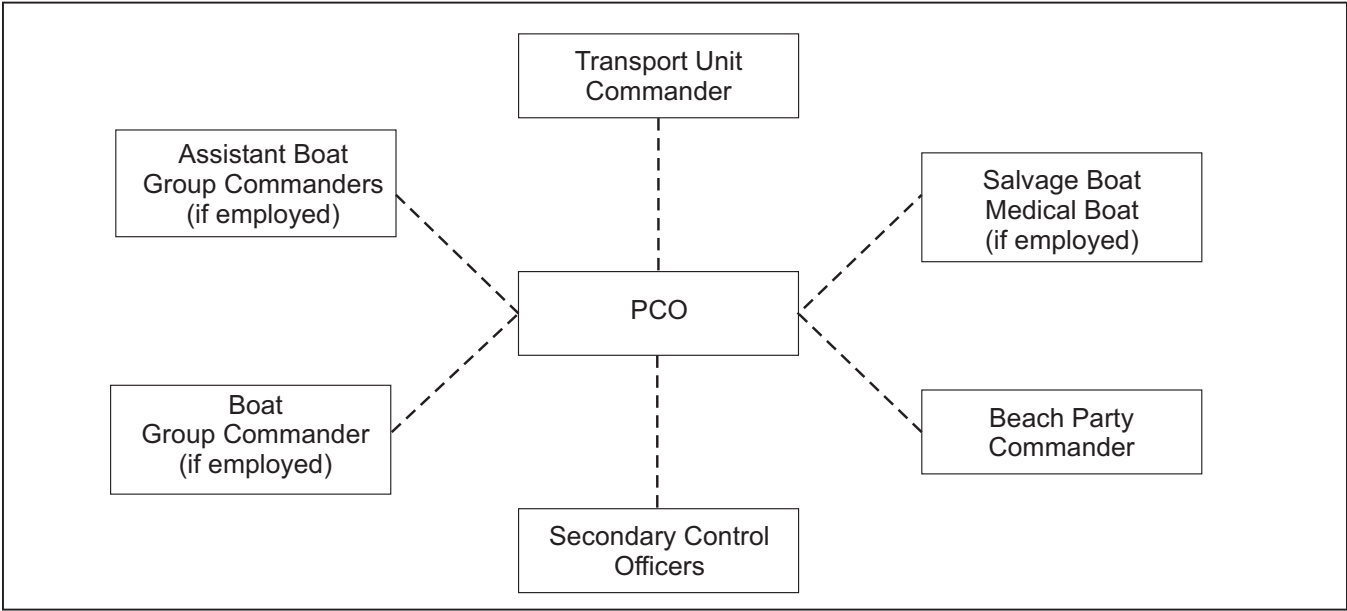 Transport Unit
Commander
Assistant Boat
Group Commanders
(if employed)
Salvage Boat
Medical Boat
(if employed)
PCO
Boat
Group Commander
(if employed)
Beach Party
Commander
Secondary Control
Officers